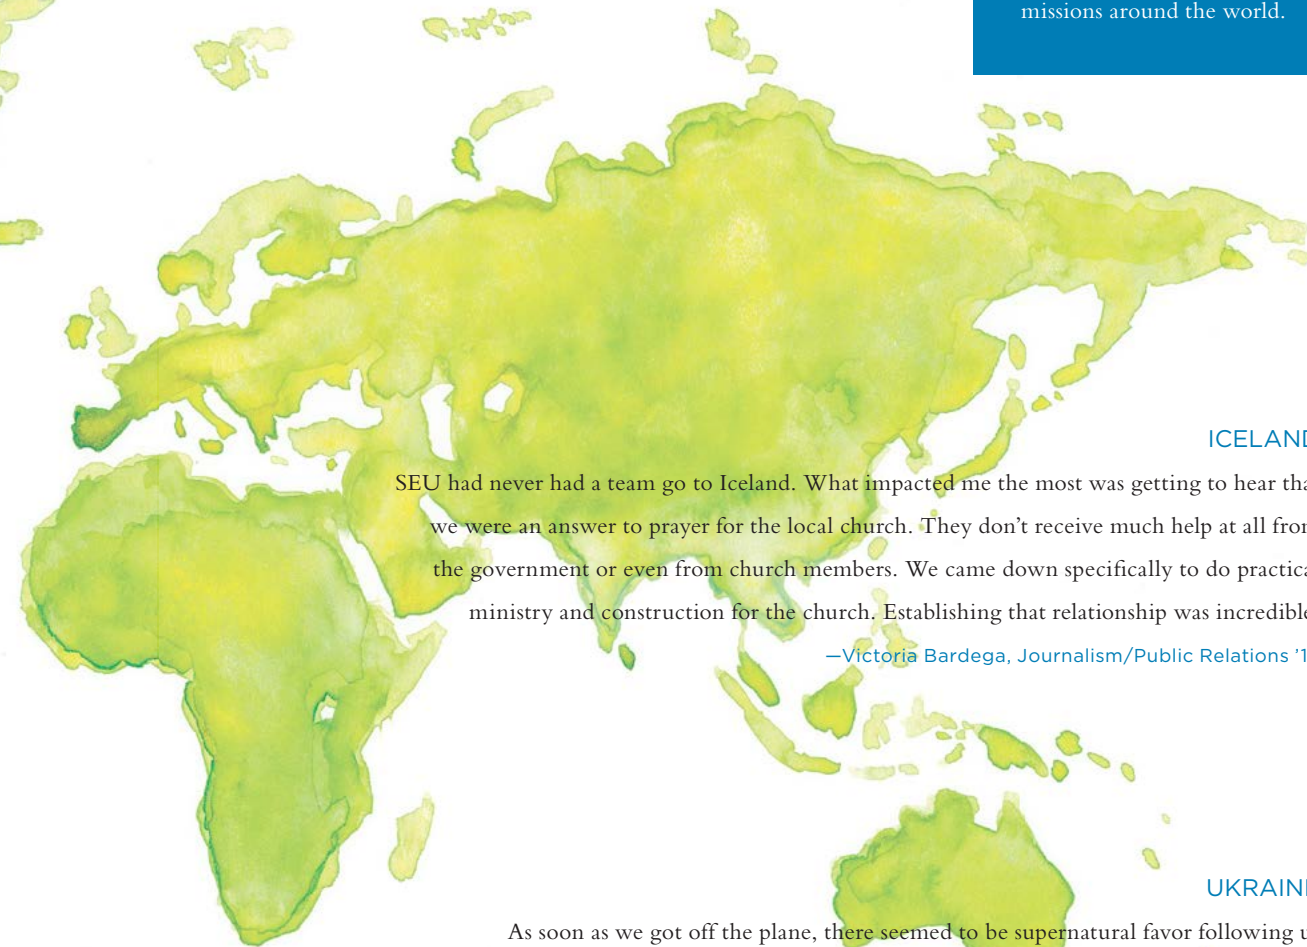 missions around the world.
ICELAND
SEU had never had a team go to Iceland. What impacted me the most was getting to hear tha
we were an answer to prayer for the local church. They don’t receive much help at all from
the government or even from church members. We came down specifically to do practica
ministry and construction for the church. Establishing that relationship was incredible
—Victoria Bardega, Journalism/Public Relations ’1
UKRAINE
As soon as we got off the plane, there seemed to be supernatural favor following u